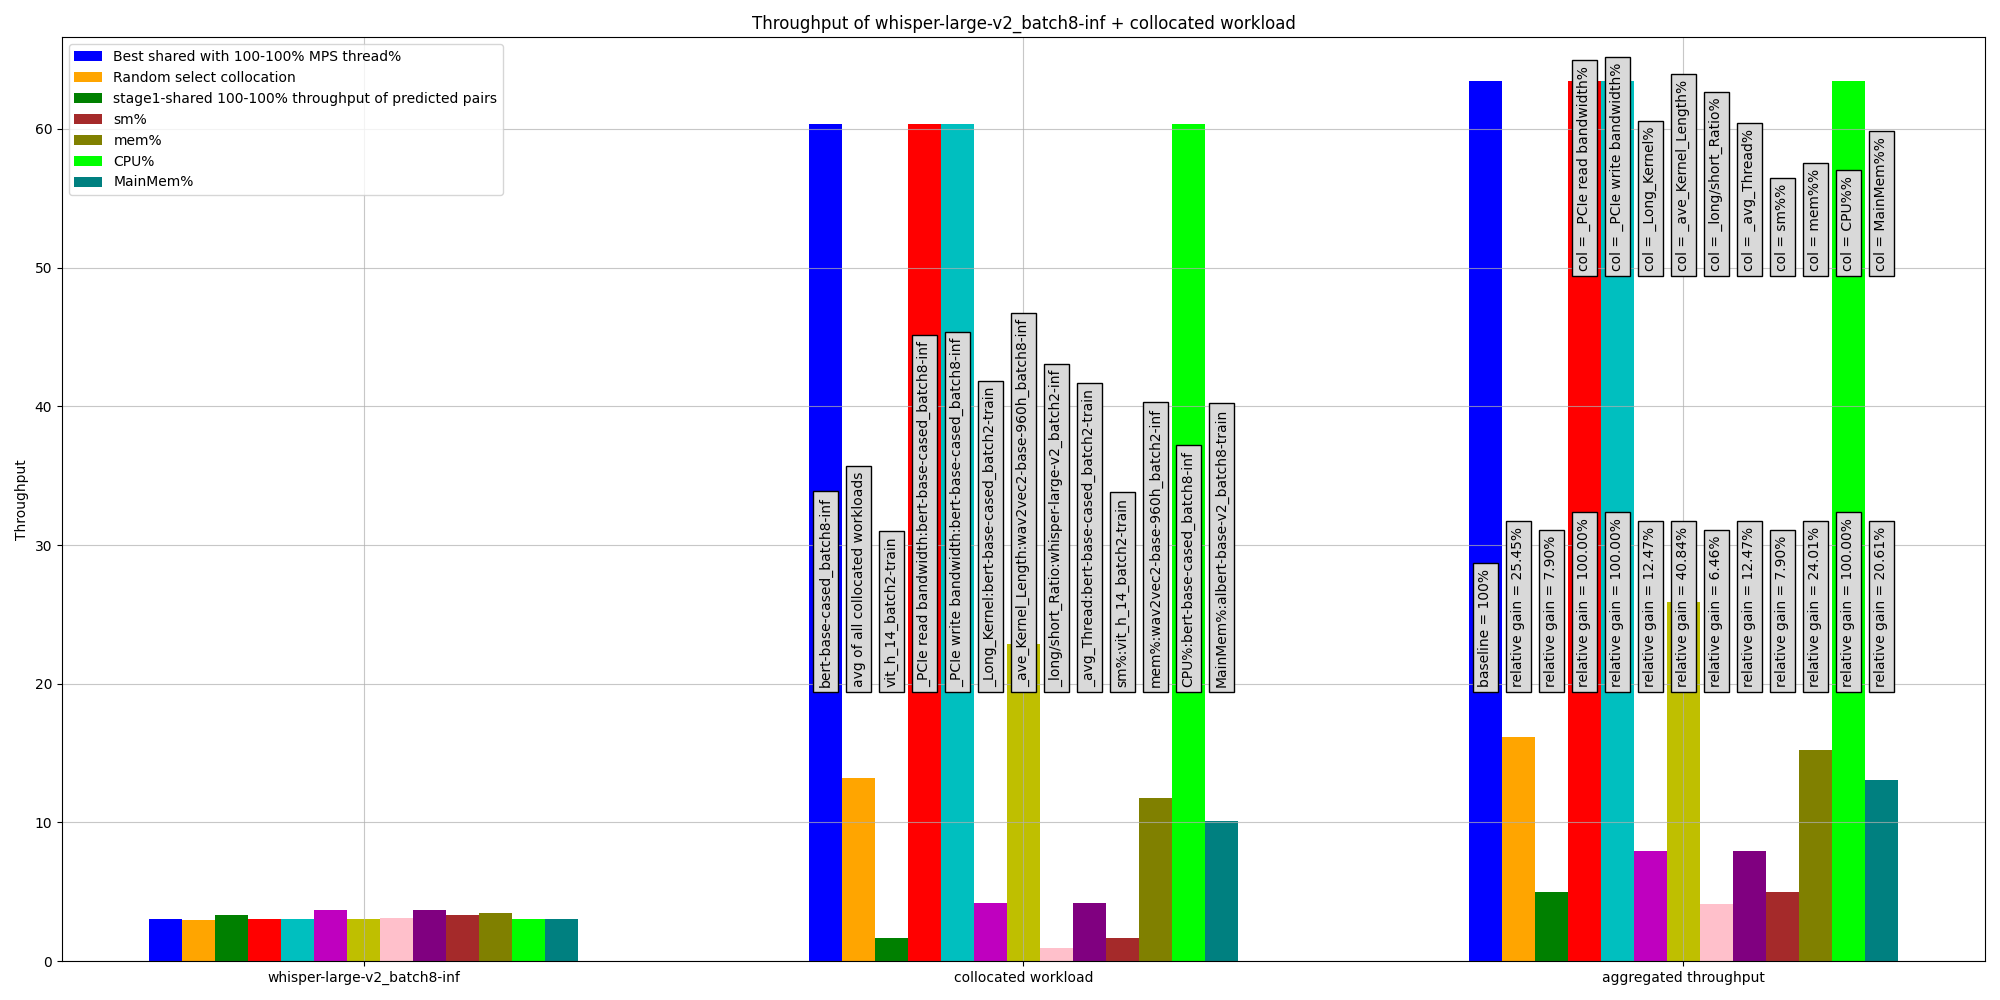 Throughput of whisper-large-v2_batch8-inf + collocated workload
Best shared with 100-100% MPS thread%
Random select collocation
stage1-shared 100-100% throughput of predicted pairs
sm%
mem%
CPU%
MainMem%
Throughput
60
50
40
30
20
10
0
bert-base-cased_batch8-inf
avg of all collocated workloads
vit_h_14_batch2-train
_PCIe read bandwidth:bert-base-cased_batch8-inf
_PCIe write bandwidth:bert-base-cased_batch8-inf
_Long_Kernel:bert-base-cased_batch2-train
_ave_Kernel_Length:wav2vec2-base-960h_batch8-inf
_long/short_Ratio:whisper-large-v2_batch2-inf
_avg_Thread:bert-base-cased_batch2-train
sm%:vit_h_14_batch2-train
mem%:wav2vec2-base-960h_batch2-inf
CPU%:bert-base-cased_batch8-inf
MainMem%:albert-base-v2_batch8-train
col = _PCIe read bandwidth%
col = _PCIe write bandwidth%
col = _Long_Kernel%
col = _ave_Kernel_Length%
col = _long/short_Ratio%
col = _avg_Thread%
col = sm%%
col = mem%%
col = CPU%%
col = MainMem%%
baseline = 100%
relative gain = 25.45%
relative gain = 7.90%
relative gain = 100.00%
relative gain = 100.00%
relative gain = 12.47%
relative gain = 40.84%
relative gain = 6.46%
relative gain = 12.47%
relative gain = 7.90%
relative gain = 24.01%
relative gain = 100.00%
relative gain = 20.61%
whisper-large-v2_batch8-inf
collocated workload
aggregated throughput